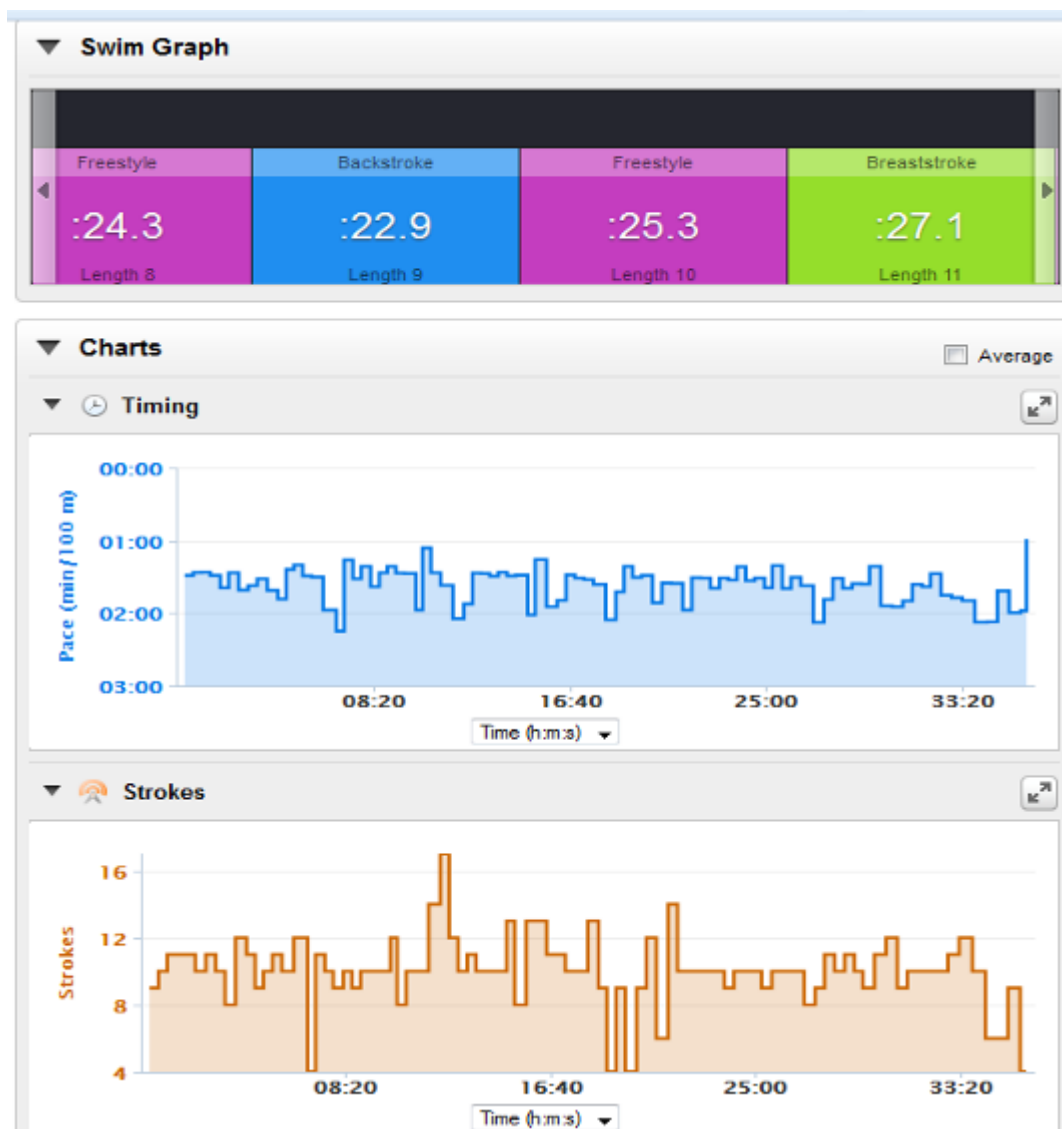 Swim Graph
Freestyle Backstroke Freestyle Breaststroke
:24.3 :22.9 :25.3 :27.1
Length 8 Length 9 Length 10 Length 11
Charts
Average
Timing
Pace (min/100 m)
00:00
01:00
02:00
03:00
08:20 16:40 25:00 33:20
Time (h:m:s)
Strokes
Strokes
16
12
8
4
08:20 16:40 25:00 33:20
Time (h:m:s)